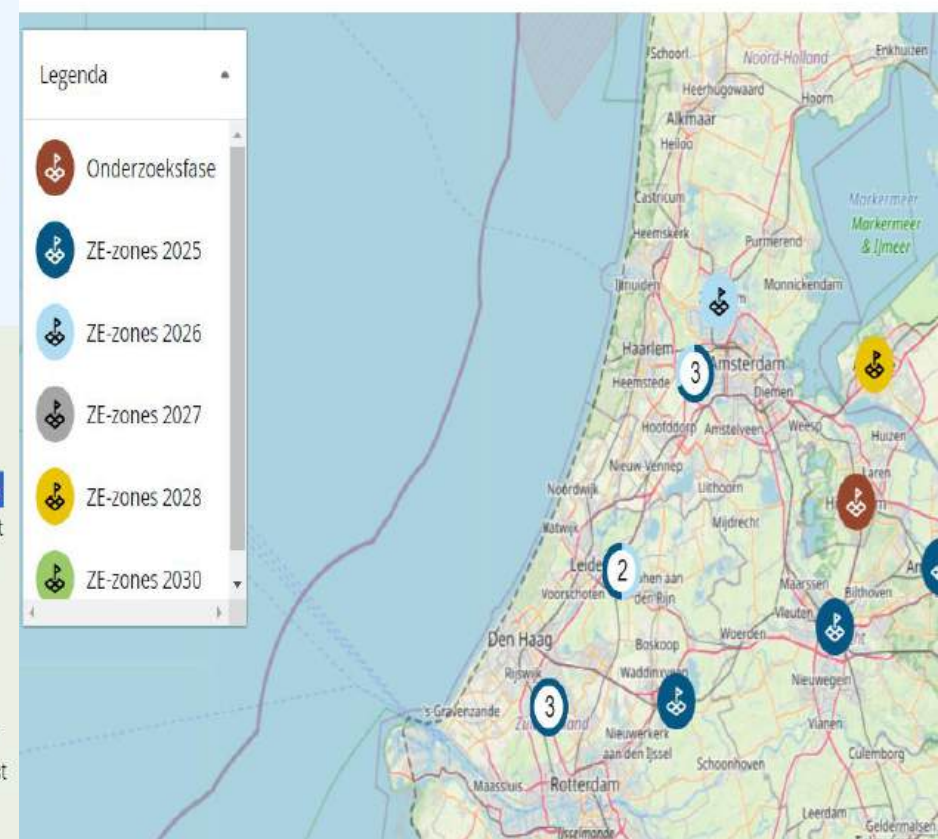 Legenda
Onderzoeksfase
ZE-zones 2025
ZE-zones 2026
ZE-zones 2027
ZE-zones 2028
ZE-zones 2030
Schoorl
Noord-Holland
Enkhuizen
Heerhugowaard
Hoorn
Alkmaar
Heiloo
Castricum
Markermeer
Markermeer
& IJmeer
Heemskerk
Purmerend
IJmuiden
Monnickendam
Haarlem
Amsterdam
3
Heemstede
Diemen
Hoofddorp
Amstelveen
Weesp
Huizen
Nieuw-Vennep
Laren
Noordwijk
Uithoorn
Mijdrecht
Katwijk
2
Voorschoten
den Rijn
Maarssen
Bilthoven
Vleuten
Den Haag
Boskoop
Woerden
Rijswijk
Nieuwegein
3
's-Gravenzande
Nieuwerkerk
aan den IJssel
Vianen
Culemborg
Schoonhoven
Maassluis
Rotterdam
Leerdam
Geldermalsen
IJsselmonde